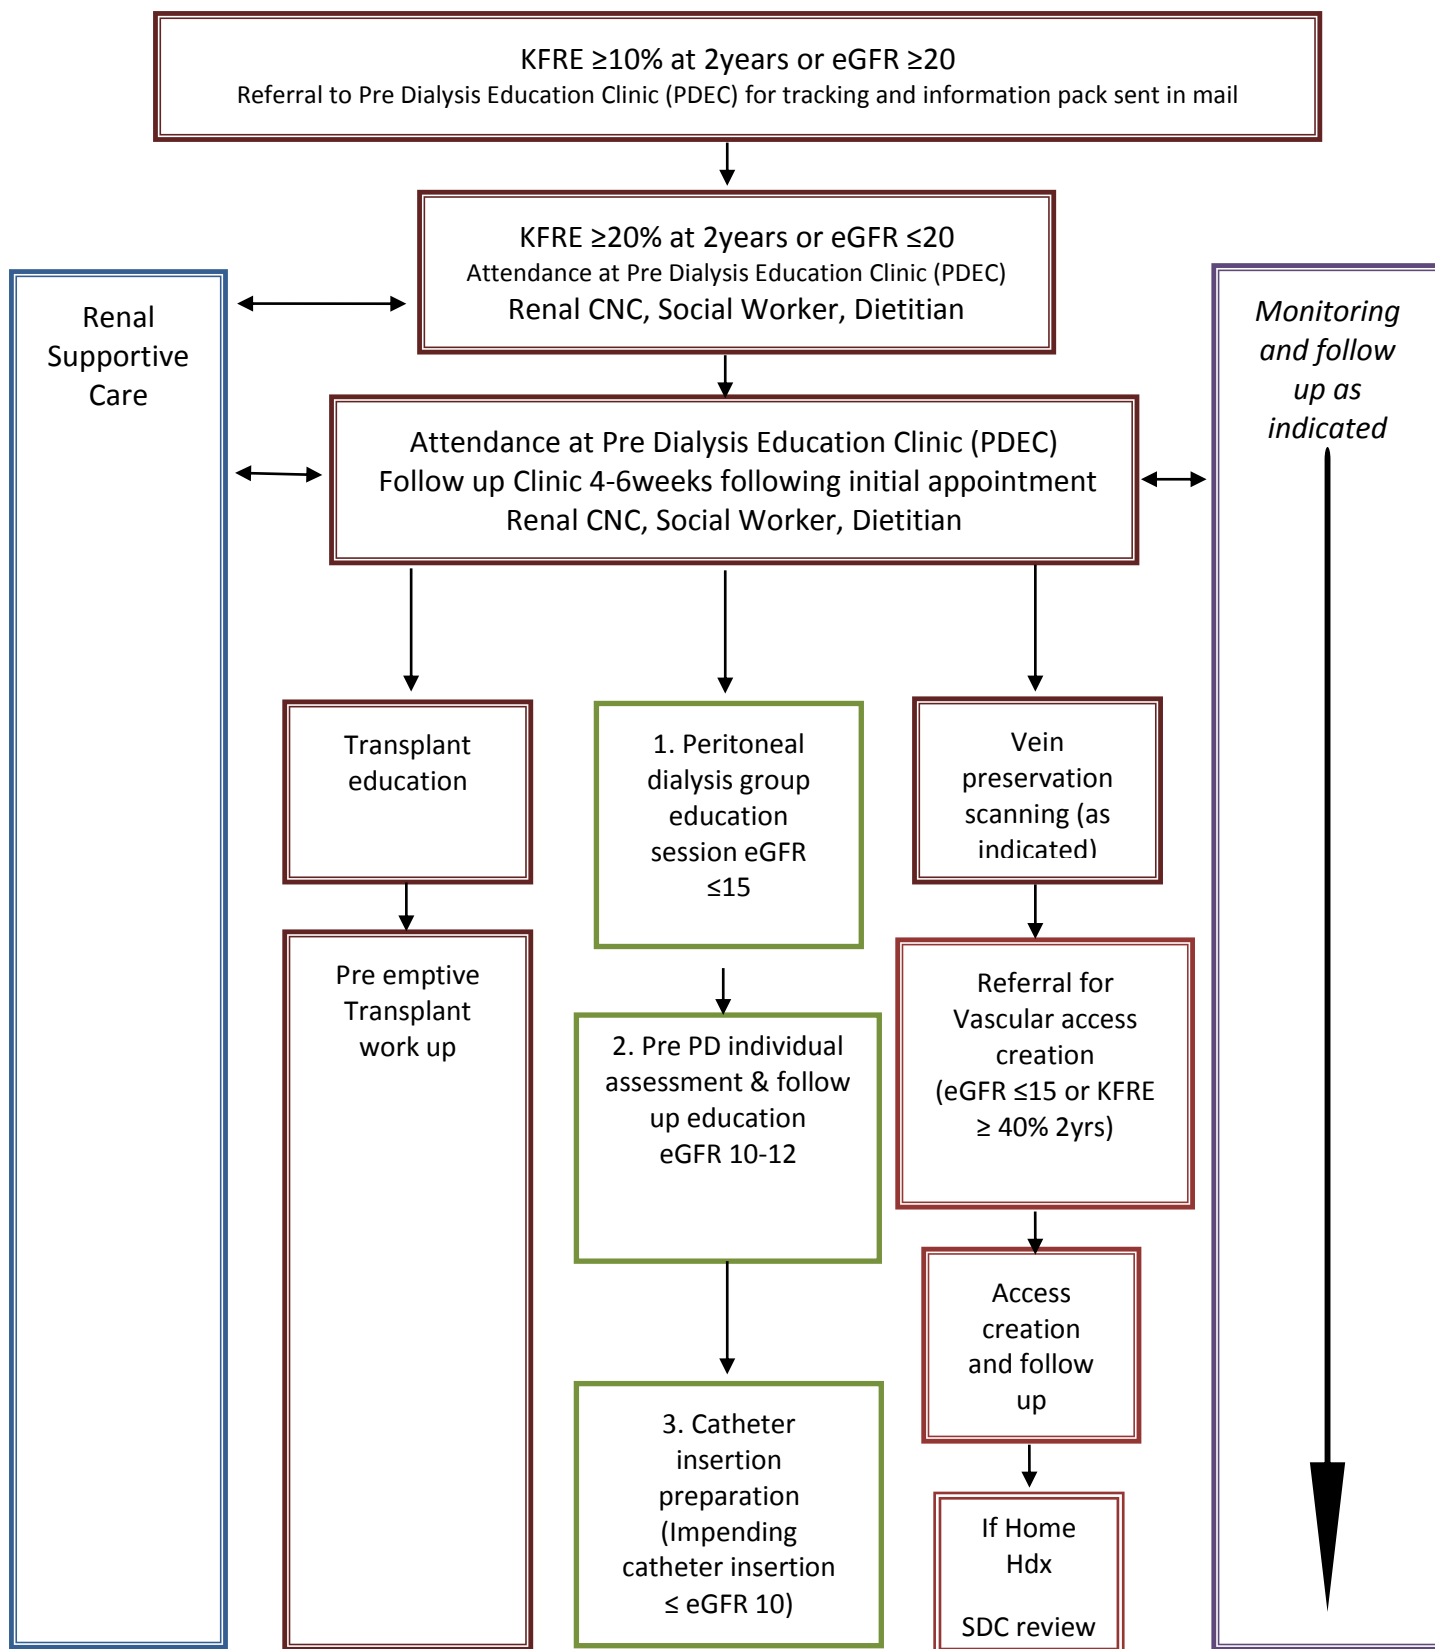 KFRE ≥10% at 2years or eGFR ≥20
Referral to Pre Dialysis Education Clinic (PDEC) for tracking and information pack sent in mail
KFRE ≥20% at 2years or eGFR ≤20
Attendance at Pre Dialysis Education Clinic (PDEC)
Renal CNC, Social Worker, Dietitian
Renal
Supportive
Care
Monitoring
and follow
up as
indicated
Attendance at Pre Dialysis Education Clinic (PDEC)
Follow up Clinic 4-6weeks following initial appointment
Renal CNC, Social Worker, Dietitian
Transplant
education
Pre emptive
Transplant
work up
1. Peritoneal
dialysis group
education
session eGFR
≤15
2. Pre PD individual
assessment & follow
up education
eGFR 10-12
3. Catheter
insertion
preparation
(Impending
catheter insertion
≤ eGFR 10)
Vein
preservation
scanning (as
indicated)
Referral for
Vascular access
creation
(eGFR ≤15 or KFRE
≥ 40% 2yrs)
Access
creation
and follow
up
If Home
Hdx
SDC review